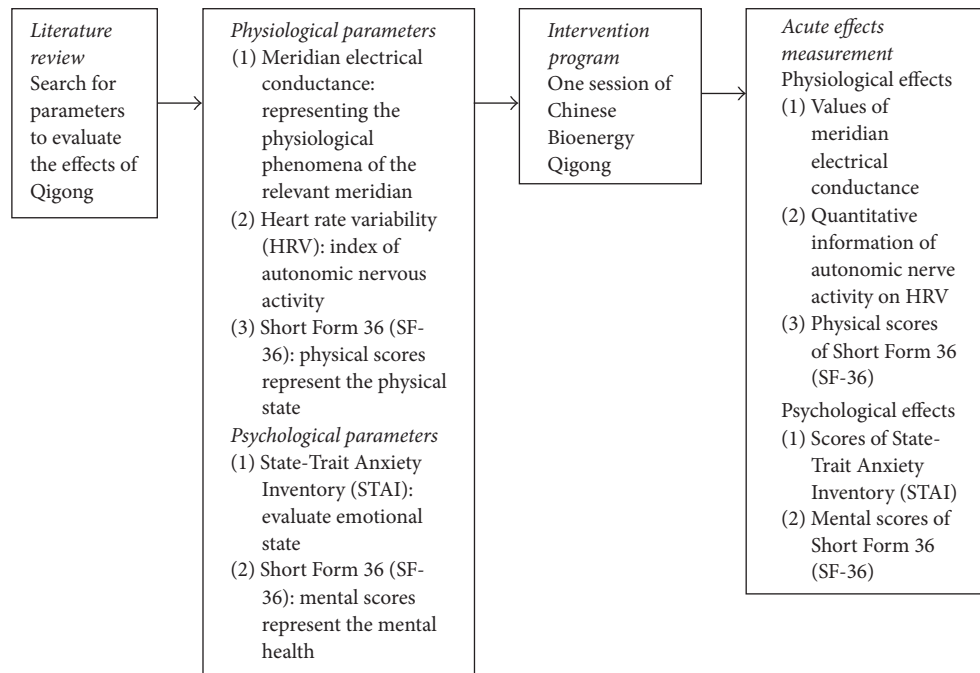 Literature
review
Search for
parameters
to evaluate
the effects of
Qigong
Physiological parameters
(1) Meridian electrical
conductance:
representing the
physiological
phenomena of the
relevant meridian
(2) Heart rate variability
(HRV): index of
autonomic nervous
activity
(3) Short Form 36 (SF-
36): physical scores
represent the physical
state
Psychological parameters
(1) State-Trait Anxiety
Inventory (STAI):
evaluate emotional
state
(2) Short Form 36 (SF-
36): mental scores
represent the mental
health
Intervention
program
One session of
Chinese
Bioenergy
Qigong
Acute effects
measurement
Physiological effects
(1) Values of
meridian
electrical
conductance
(2) Quantitative
information of
autonomic nerve
activity on HRV
(3) Physical scores
of Short Form 36
(SF-36)
Psychological effects
(1) Scores of State-
Trait Anxiety
Inventory (STAI)
(2) Mental scores of
Short Form 36
(SF-36)